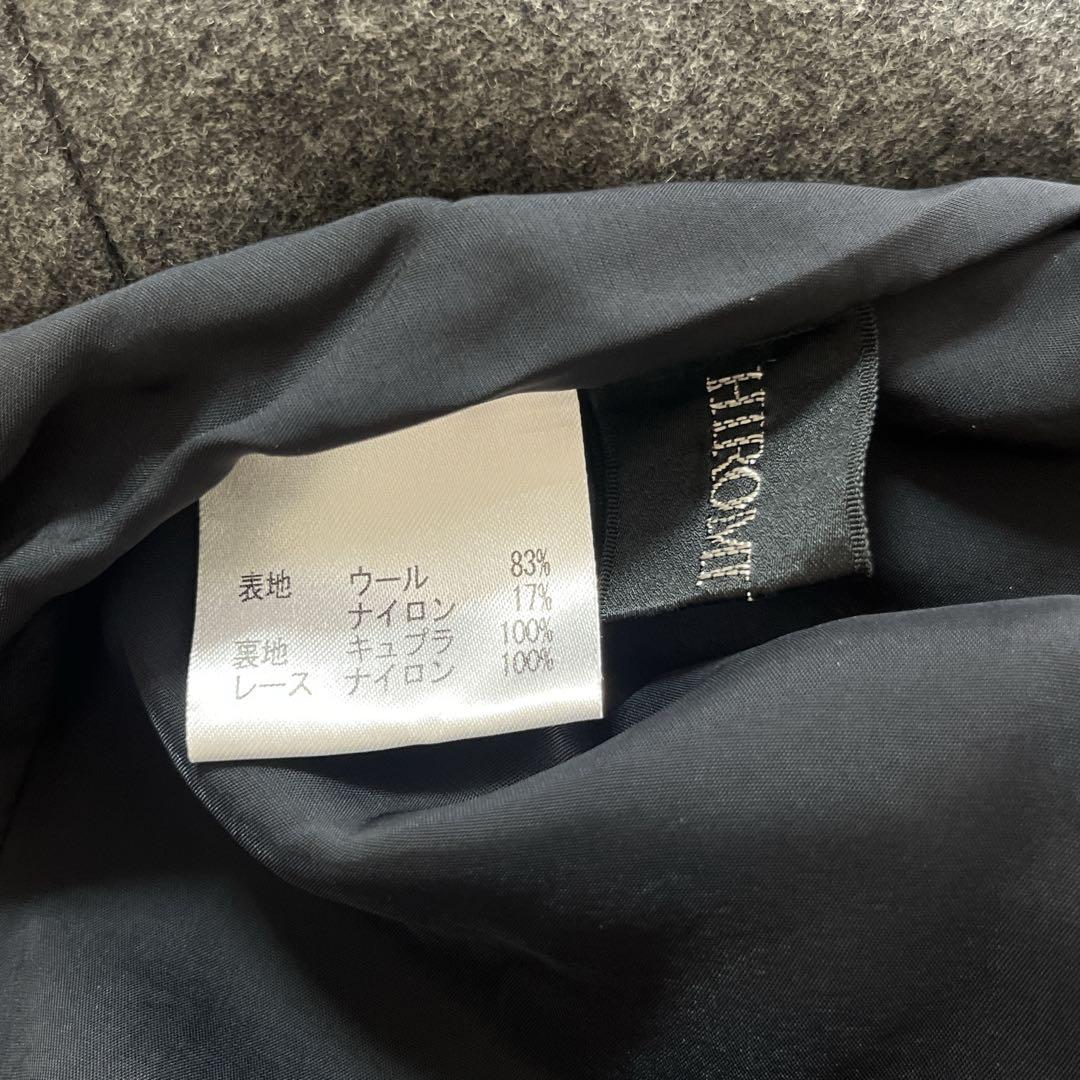 表地 ウール 83%
ナイロン 17%
裏地 キュプラ 100%
レース ナイロン 100%
HIROMI